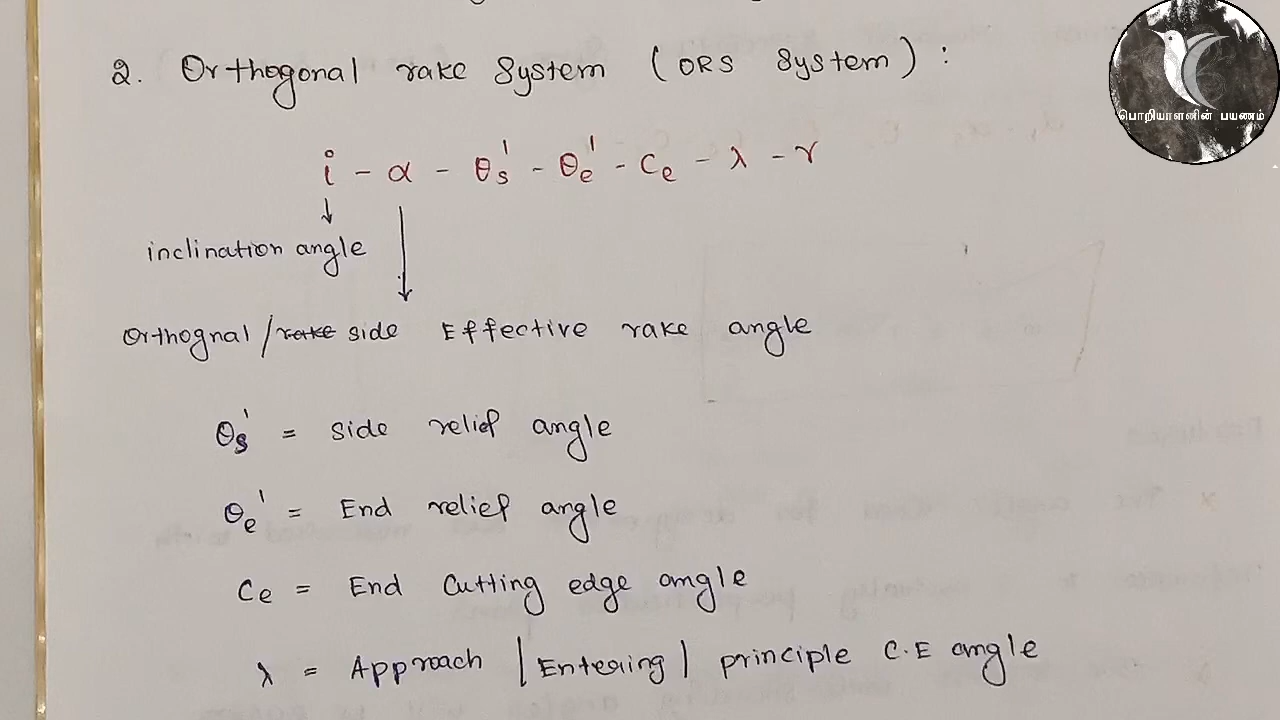 2. Orthogonal rake System (ORS System) :
i - α - θs' - θe' - Ce - λ - r
inclination angle
Orthognal / side Effective rake angle
θs' = side relief angle
θe' = End relief angle
Ce = End Cutting edge angle
λ = Approach | Entering | principle C.E angle
பொறியாளனின் பயணம்